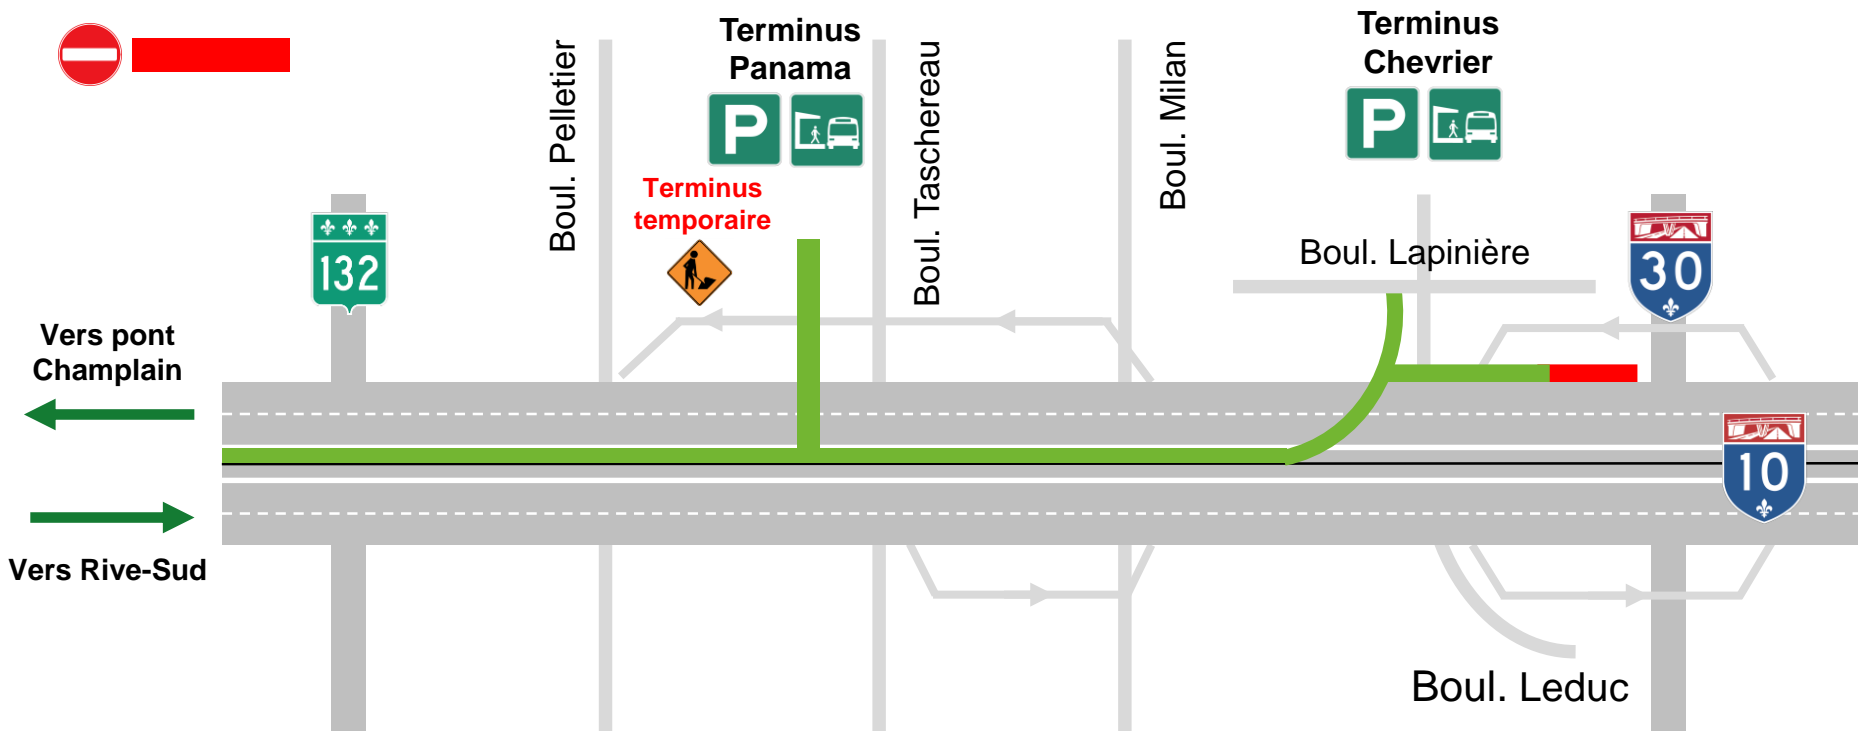 Terminus
Panama
P
Terminus
Chevrier
P
Boul. Pelletier
Boul. Taschereau
Boul. Milan
Terminus
temporaire
132
Boul. Lapinière
30
Vers pont
Champlain
10
Vers Rive-Sud
Boul. Leduc